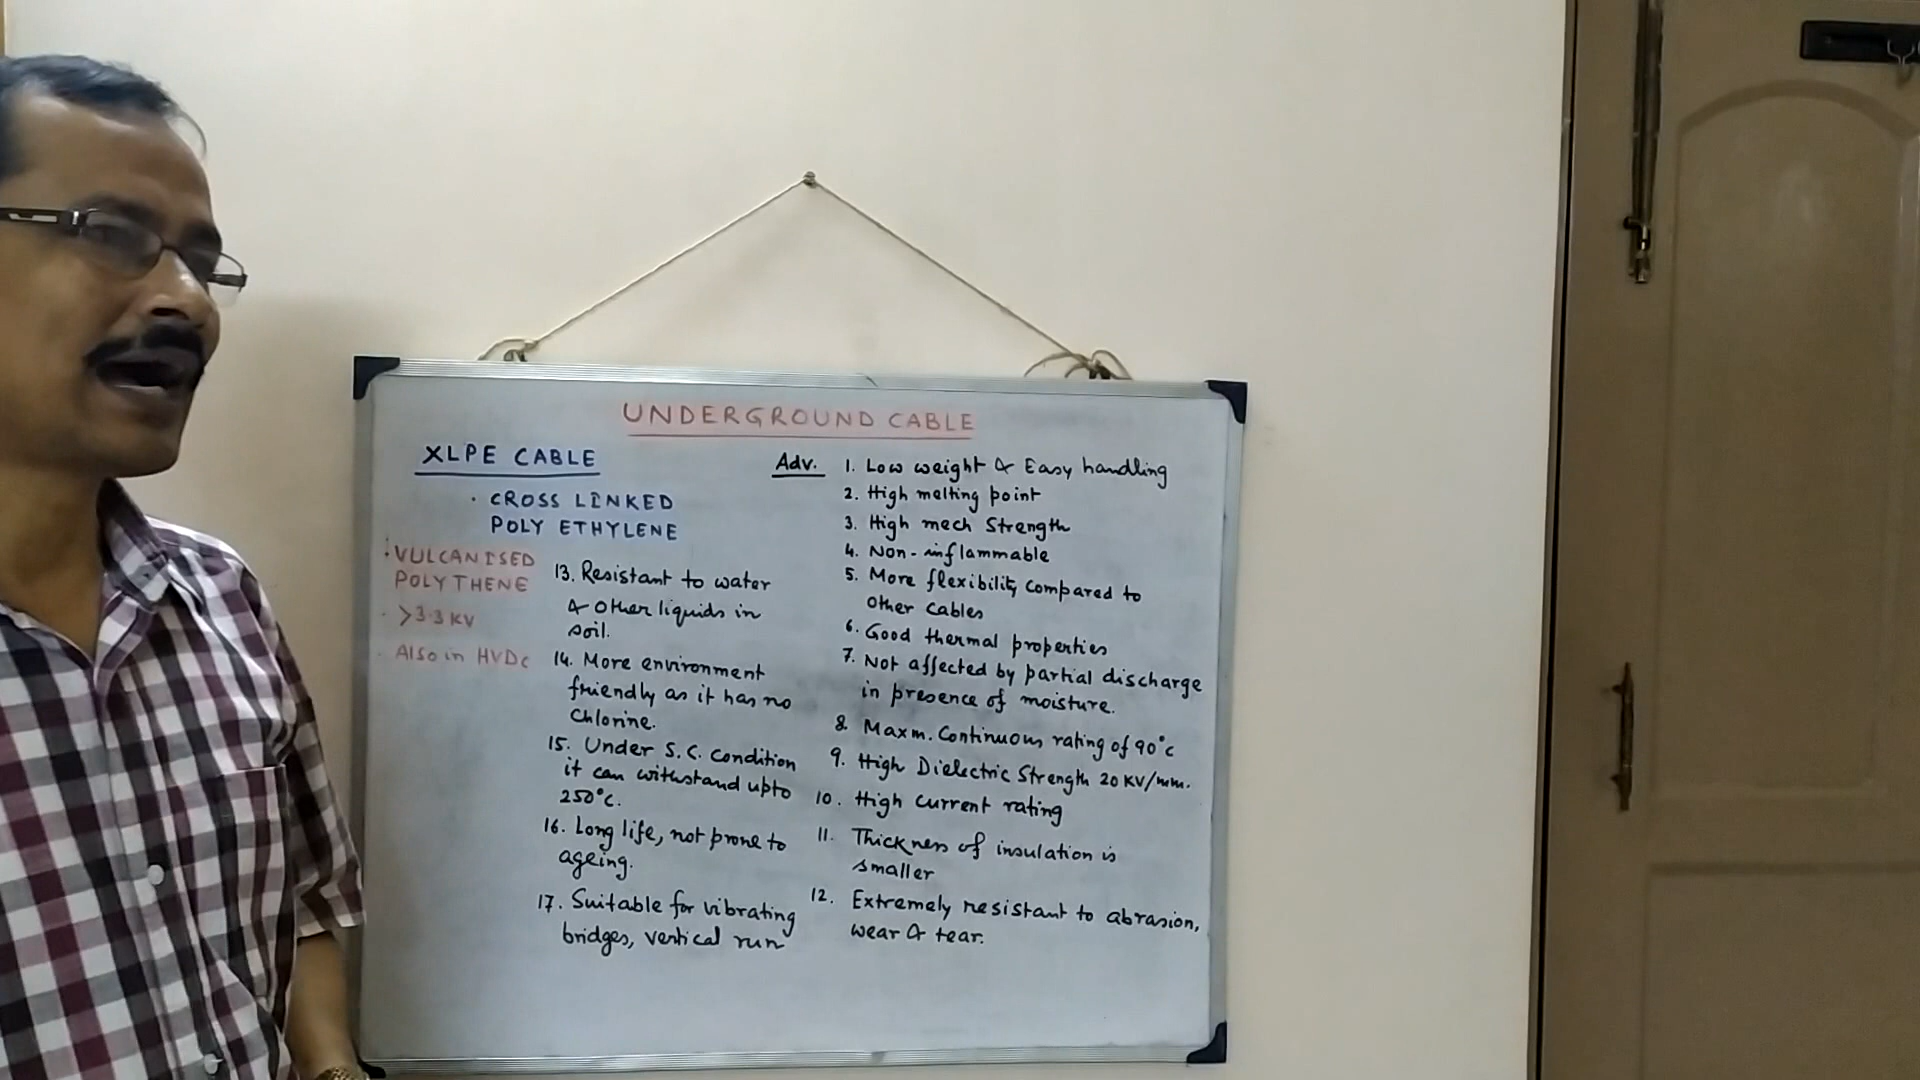 UNDERGROUND CABLE
XLPE CABLE
· CROSS LINKED
POLY ETHYLENE
· VULCANISED
POLYTHENE
· >3.3 KV
· Also in HVDC
Adv. 1. Low weight & Easy handling
2. High melting point
3. High mech Strength
4. Non-inflammable
5. More flexibility compared to
other cables
6. Good thermal properties
7. Not affected by partial discharge
in presence of moisture.
8. Maxm. Continuous rating of 90°c
9. High Dielectric Strength 20 KV/mm.
10. High current rating
11. Thickness of insulation is
smaller
12. Extremely resistant to abrasion,
wear & tear.
13. Resistant to water
& other liquids in
soil.
14. More environment
friendly as it has no
Chlorine.
15. Under S.C. condition
it can withstand upto
250°c.
16. Long life, not prone to
ageing.
17. Suitable for vibrating
bridges, vertical run